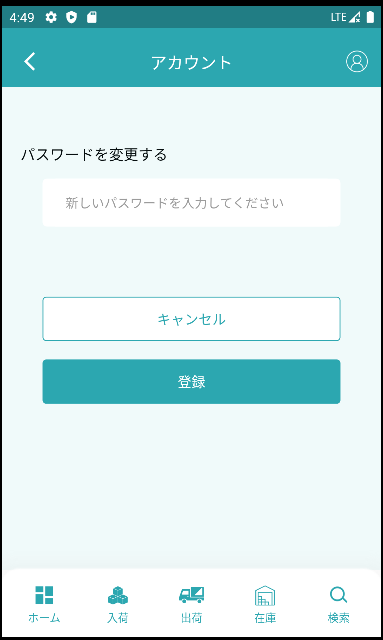 4:49
LTE
アカウント
パスワードを変更する
新しいパスワードを入力してください
キャンセル
登録
ホーム
入荷
出荷
在庫
検索